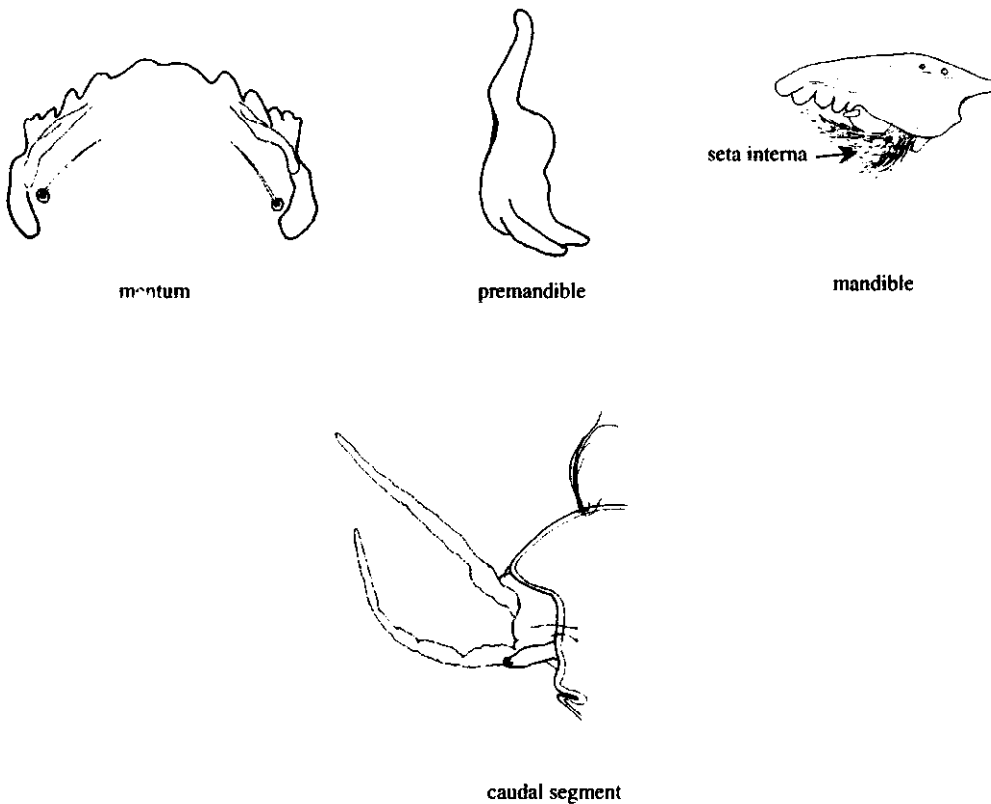 seta interna
mentum
premandible
mandible
caudal segment